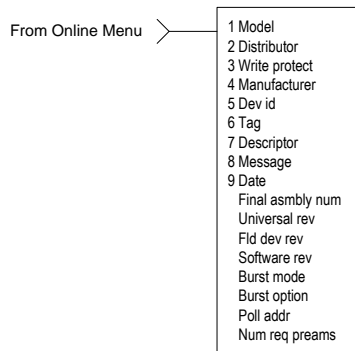 From Online Menu
1 Model
2 Distributor
3 Write protect
4 Manufacturer
5 Dev id
6 Tag
7 Descriptor
8 Message
9 Date
Final asmbly num
Universal rev
Fld dev rev
Software rev
Burst mode
Burst option
Poll addr
Num req preams